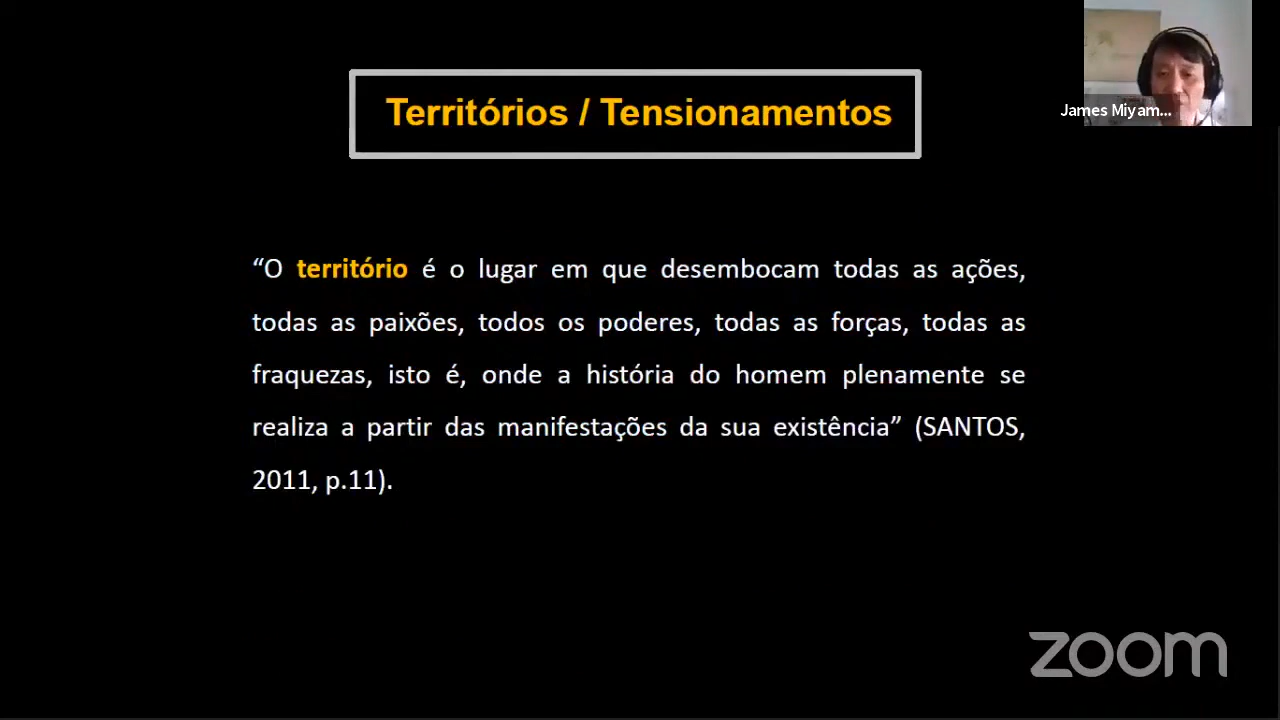 Territórios / Tensionamentos
James Miyam...
“O território é o lugar em que desembocam todas as ações,
todas as paixões, todos os poderes, todas as forças, todas as
fraquezas, isto é, onde a história do homem plenamente se
realiza a partir das manifestações da sua existência” (SANTOS,
2011, p.11).
zoom